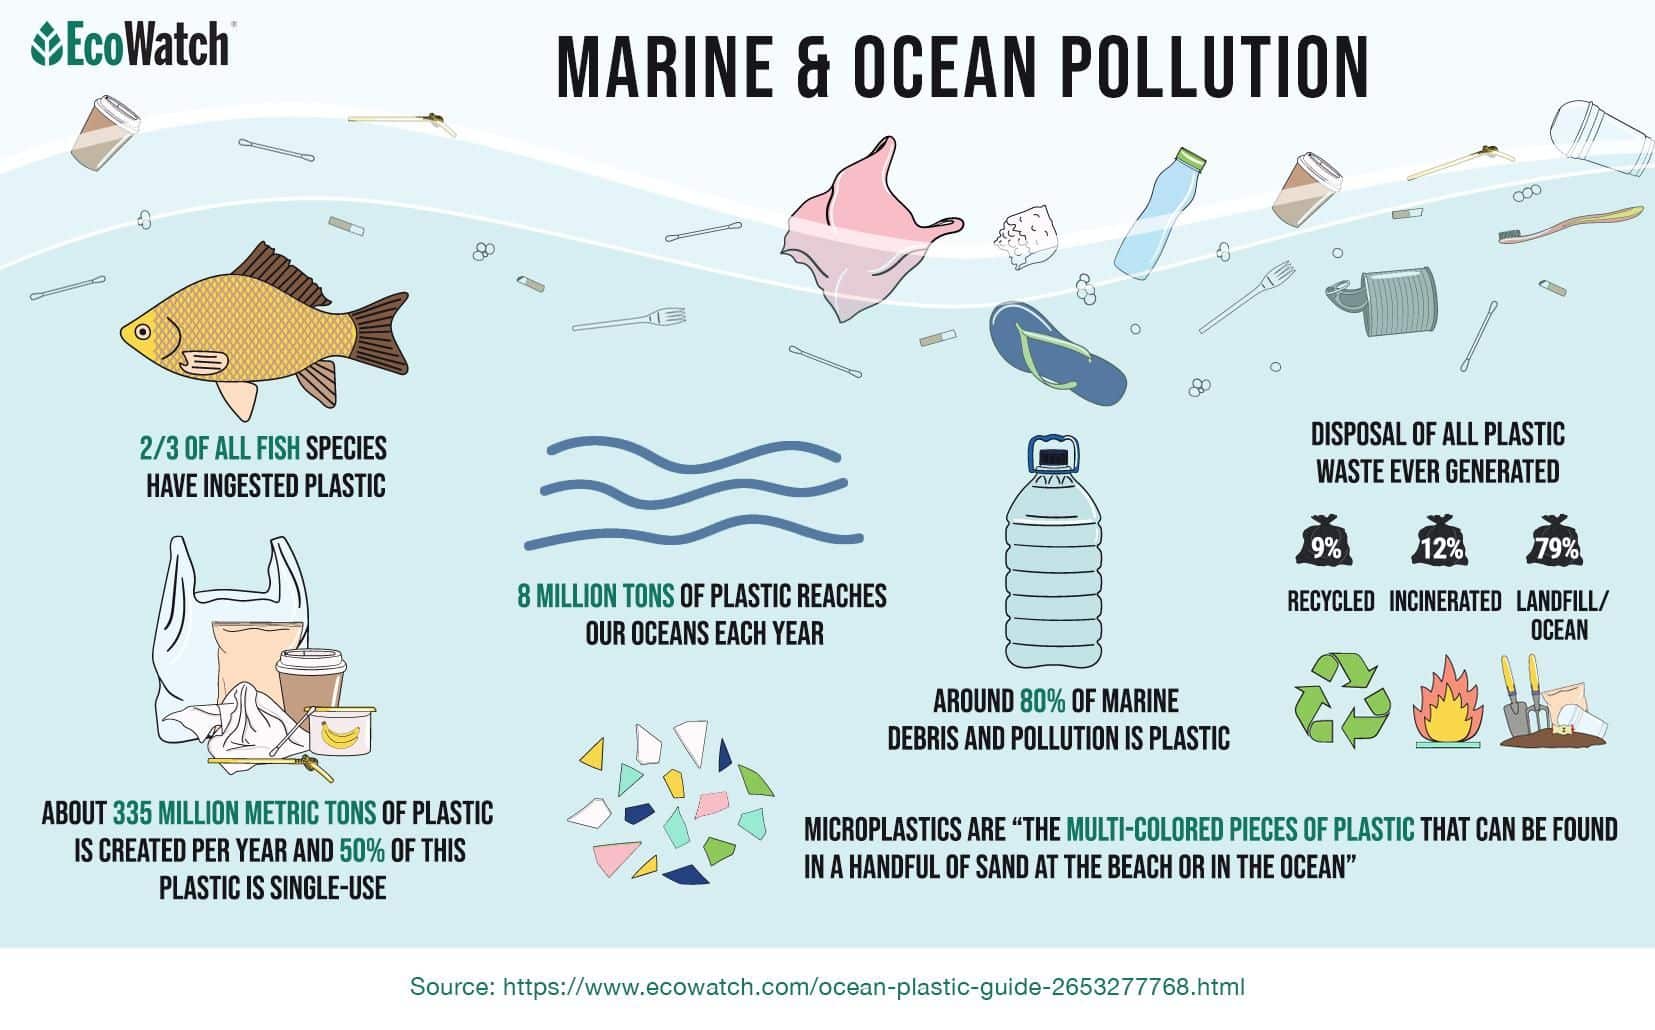 EcoWatch®
MARINE & OCEAN POLLUTION
2/3 OF ALL FISH SPECIES
HAVE INGESTED PLASTIC
8 MILLION TONS OF PLASTIC REACHES
OUR OCEANS EACH YEAR
DISPOSAL OF ALL PLASTIC
WASTE EVER GENERATED
9% 12% 79%
RECYCLED INCINERATED LANDFILL/
OCEAN
AROUND 80% OF MARINE
DEBRIS AND POLLUTION IS PLASTIC
ABOUT 335 MILLION METRIC TONS OF PLASTIC
IS CREATED PER YEAR AND 50% OF THIS
PLASTIC IS SINGLE-USE
MICROPLASTICS ARE “THE MULTI-COLORED PIECES OF PLASTIC THAT CAN BE FOUND
IN A HANDFUL OF SAND AT THE BEACH OR IN THE OCEAN”
Source: https://www.ecowatch.com/ocean-plastic-guide-2653277768.html